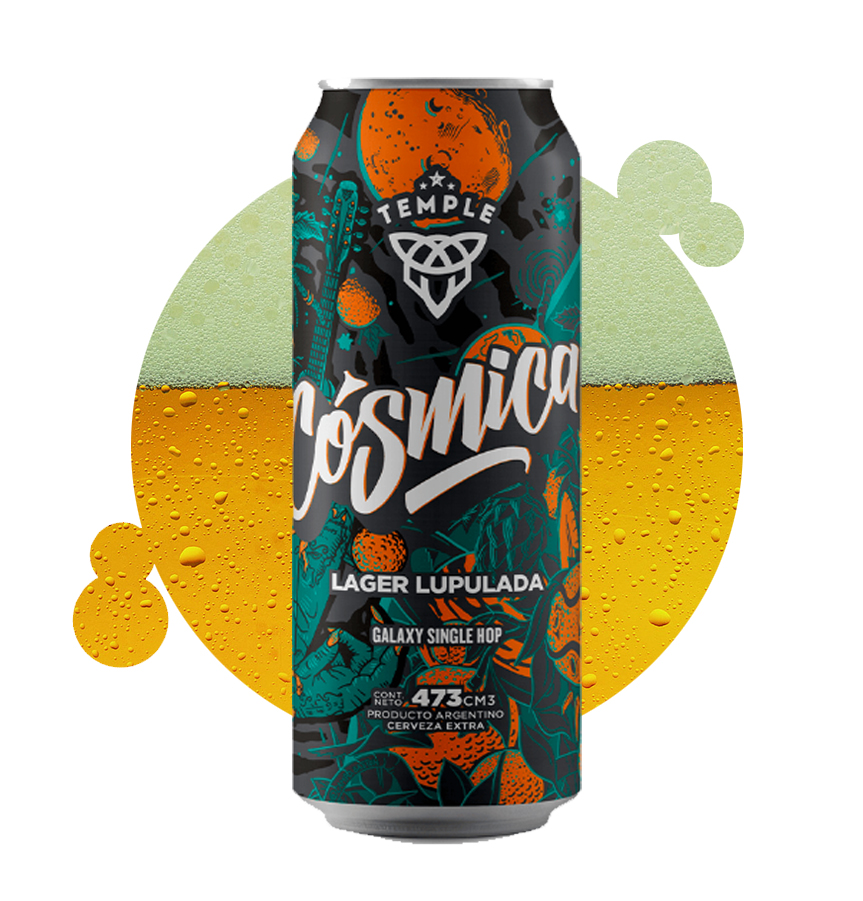 TEMPLE
Cósmica
LAGER LUPULADA
GALAXY SINGLE HOP
CONT. NETO 473CM3
PRODUCTO ARGENTINO
CERVEZA EXTRA